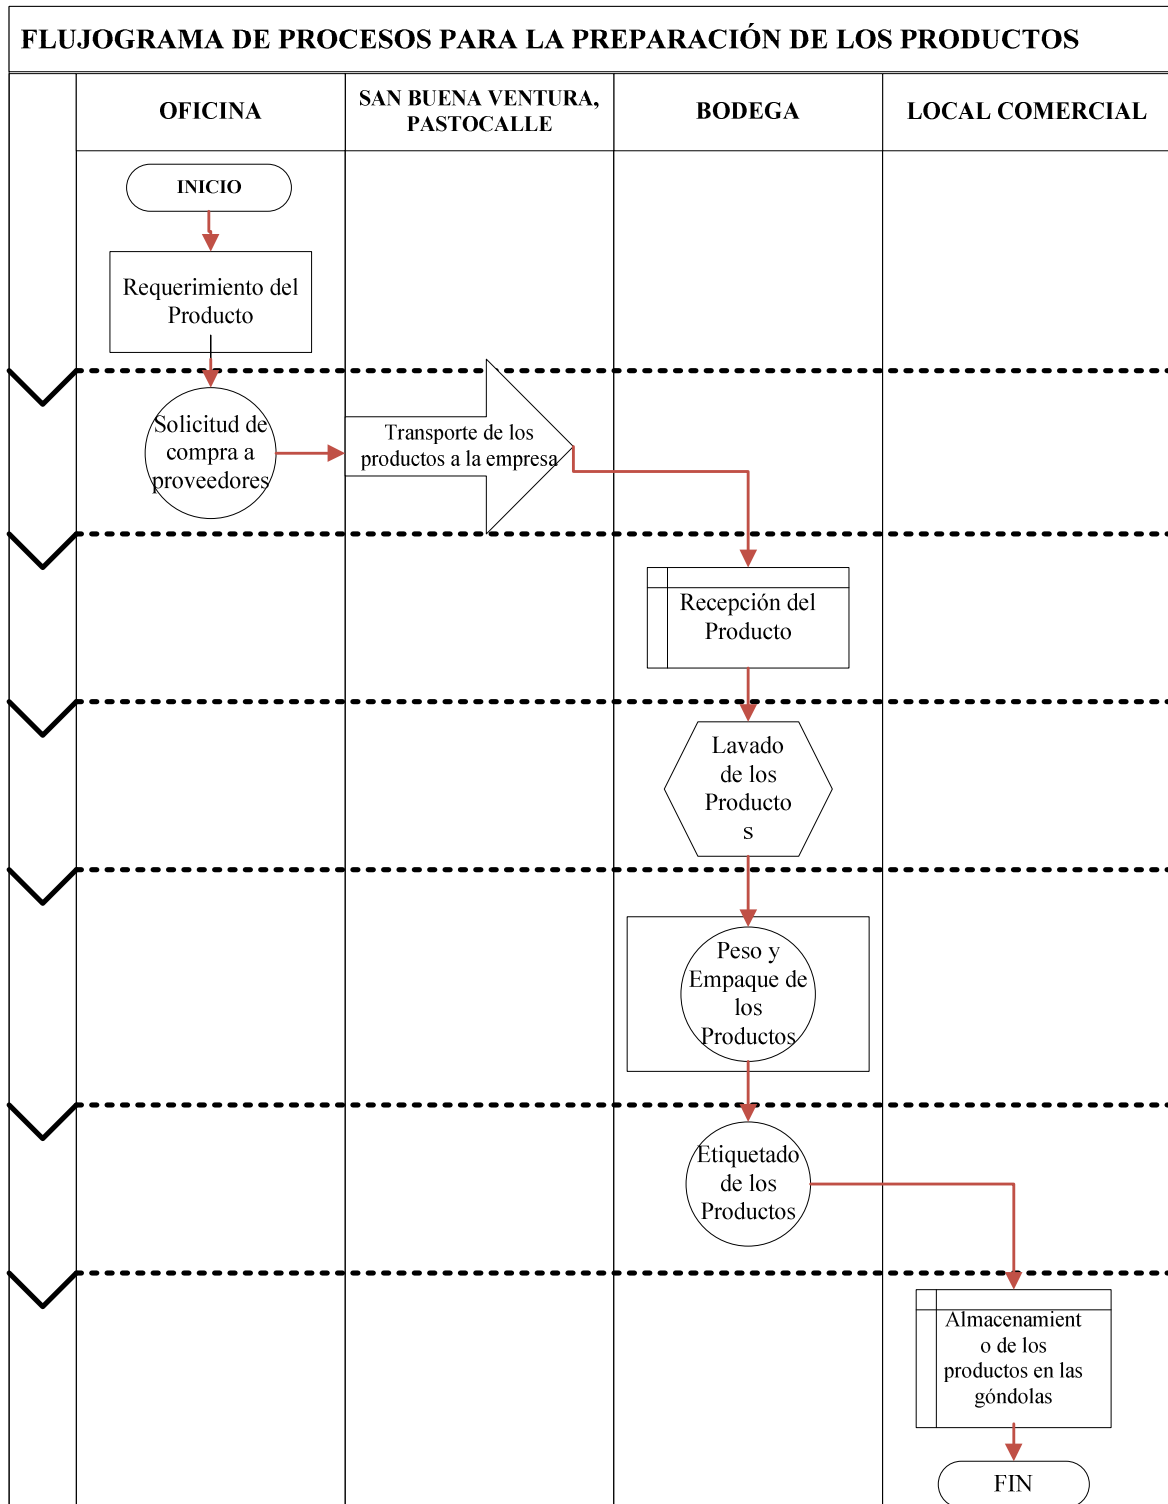 FLUJOGRAMA DE PROCESOS PARA LA PREPARACIÓN DE LOS PRODUCTOS
OFICINA
SAN BUENA VENTURA,
PASTOCALLE
BODEGA
LOCAL COMERCIAL
INICIO
Requerimiento del
Producto
Solicitud de
compra a
proveedores
Transporte de los
productos a la empresa
Recepción del
Producto
Lavado
de los
Producto
s
Peso y
Empaque de
los
Productos
Etiquetado
de los
Productos
Almacenamient
o de los
productos en las
góndolas
FIN